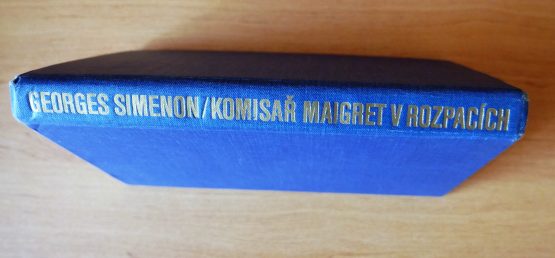 GEORGES SIMENON/KOMISAŘ MAIGRET V ROZPACÍCH